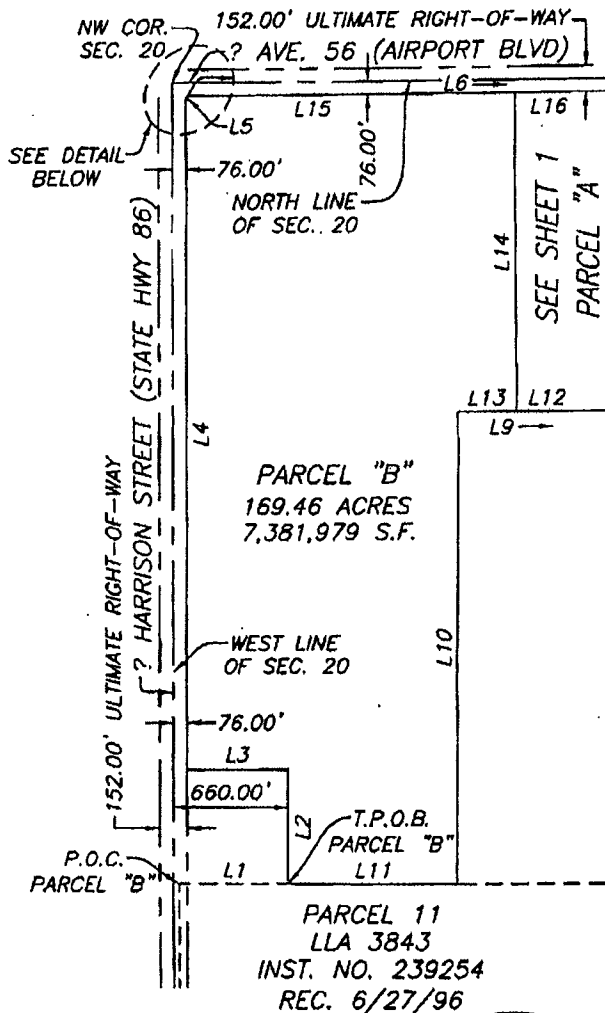 152.00' ULTIMATE RIGHT-OF-WAY
NW COR.
SEC. 20
? AVE. 56 (AIRPORT BLVD)
L6
L15
L16
L5
SEE DETAIL
BELOW
76.00'
76.00'
NORTH LINE
OF SEC. 20
L14
SEE SHEET 1
PARCEL "A"
? HARRISON STREET (STATE HWY 86)
L4
L13
L12
L9
PARCEL "B"
169.46 ACRES
7,381,979 S.F.
152.00' ULTIMATE RIGHT-OF-WAY
WEST LINE
OF SEC. 20
L10
76.00'
L3
660.00'
L2
T.P.O.B.
PARCEL "B"
P.O.C.
PARCEL "B"
L1
L11
PARCEL 11
LLA 3843
INST. NO. 239254
REC. 6/27/96